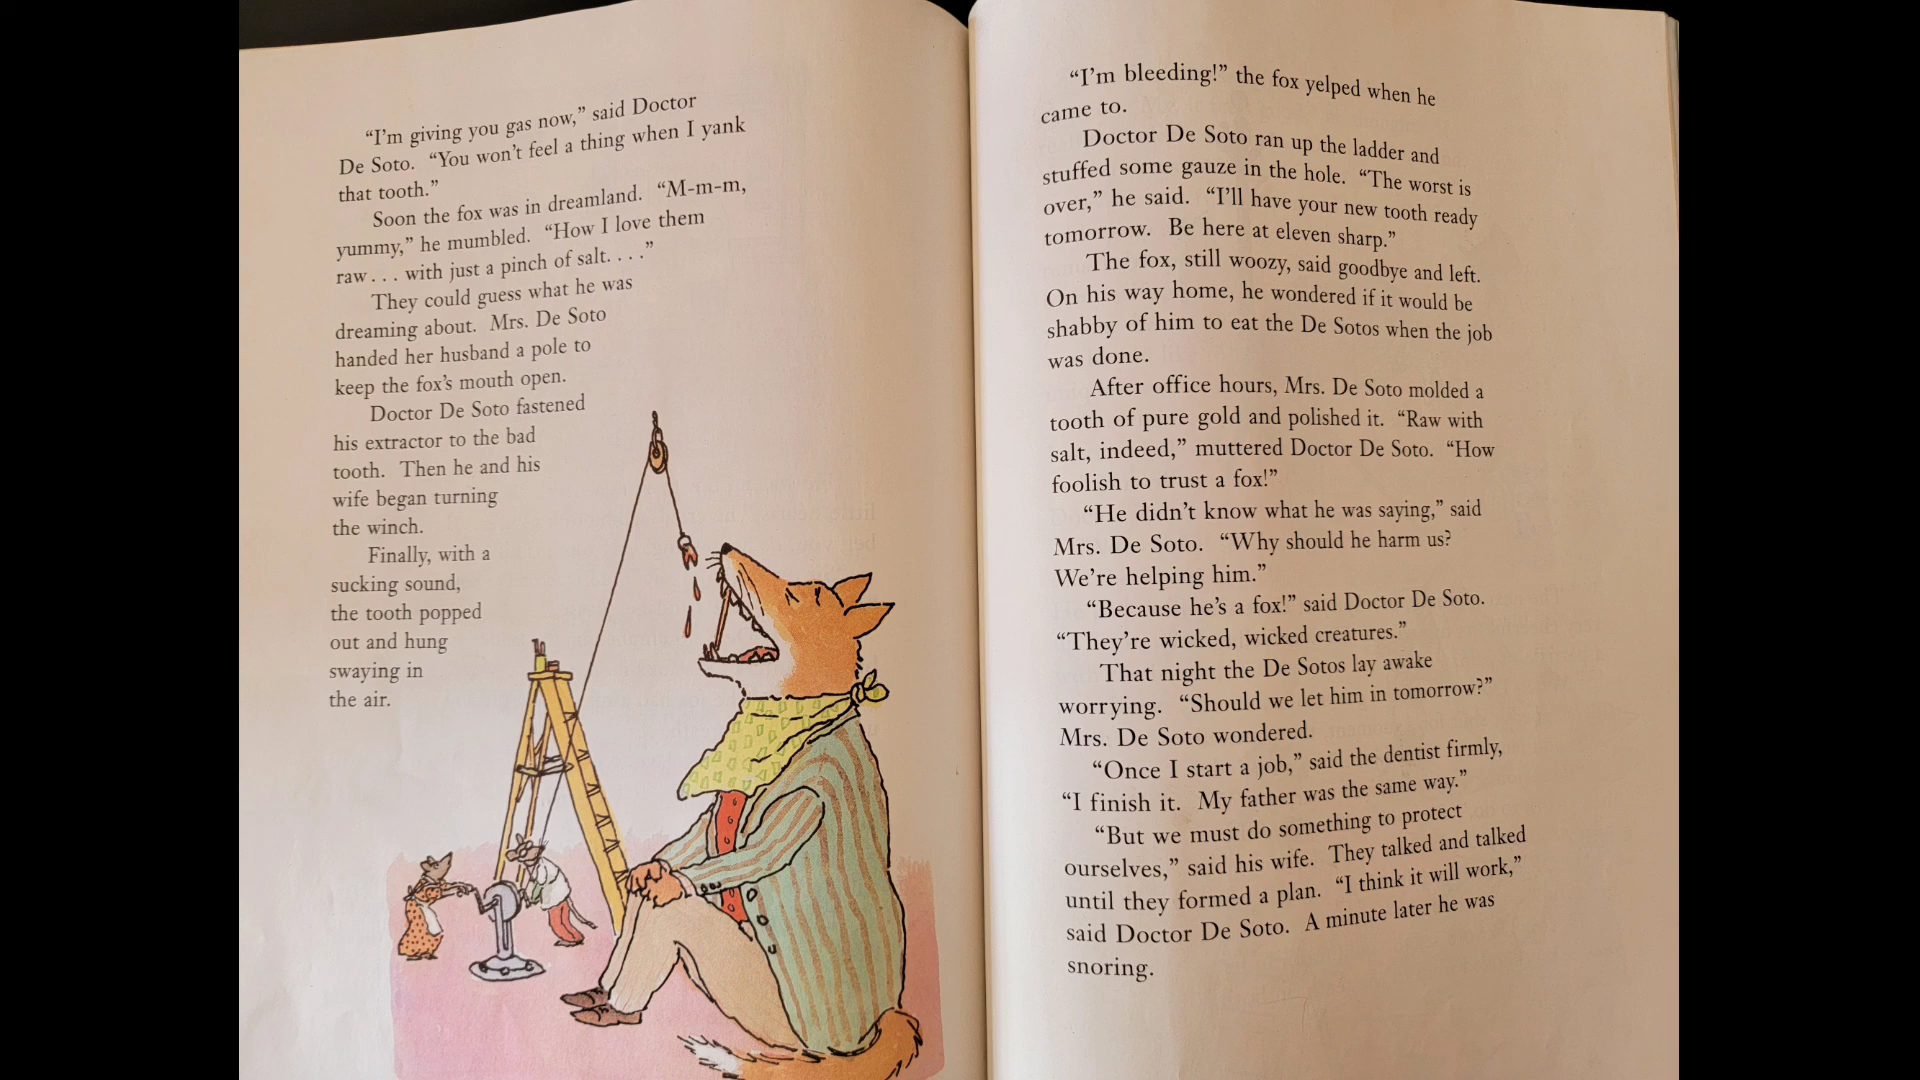 “I’m giving you gas now,” said Doctor
De Soto. “You won’t feel a thing when I yank
that tooth.”
Soon the fox was in dreamland. “M-m-m,
yummy,” he mumbled. “How I love them
raw . . . with just a pinch of salt. . . .”
They could guess what he was
dreaming about. Mrs. De Soto
handed her husband a pole to
keep the fox’s mouth open.
Doctor De Soto fastened
his extractor to the bad
tooth. Then he and his
wife began turning
the winch.
Finally, with a
sucking sound,
the tooth popped
out and hung
swaying in
the air.
“I’m bleeding!” the fox yelped when he
came to.
Doctor De Soto ran up the ladder and
stuffed some gauze in the hole. “The worst is
over,” he said. “I’ll have your new tooth ready
tomorrow. Be here at eleven sharp.”
The fox, still woozy, said goodbye and left.
On his way home, he wondered if it would be
shabby of him to eat the De Sotos when the job
was done.
After office hours, Mrs. De Soto molded a
tooth of pure gold and polished it. “Raw with
salt, indeed,” muttered Doctor De Soto. “How
foolish to trust a fox!”
“He didn’t know what he was saying,” said
Mrs. De Soto. “Why should he harm us?
We’re helping him.”
“Because he’s a fox!” said Doctor De Soto.
“They’re wicked, wicked creatures.”
That night the De Sotos lay awake
worrying. “Should we let him in tomorrow?”
Mrs. De Soto wondered.
“Once I start a job,” said the dentist firmly,
“I finish it. My father was the same way.”
“But we must do something to protect
ourselves,” said his wife. They talked and talked
until they formed a plan. “I think it will work,”
said Doctor De Soto. A minute later he was
snoring.